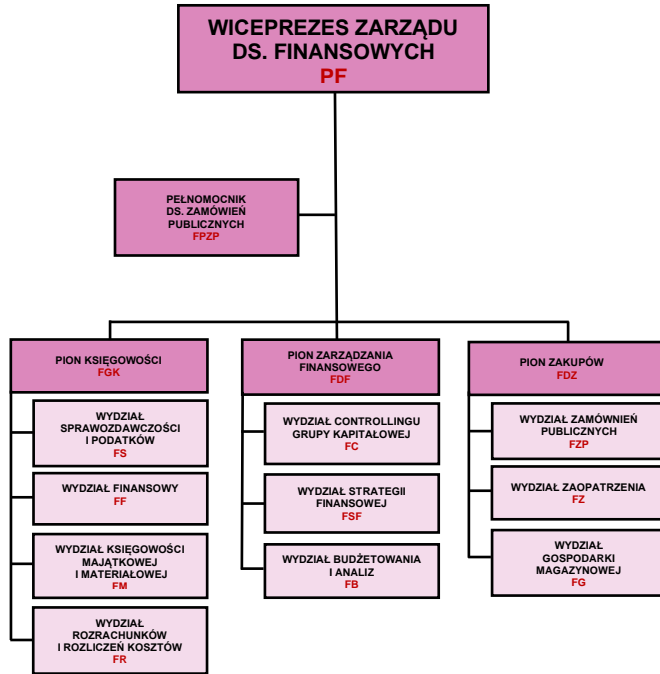 WICEPREZES ZARZĄDU
DS. FINANSOWYCH
PF
PEŁNOMOCNIK
DS. ZAMÓWIEŃ
PUBLICZNYCH
FPZP
PION KSIĘGOWOŚCI
FGK
WYDZIAŁ
SPRAWOZDAWCZOŚCI
I PODATKÓW
FS
WYDZIAŁ FINANSOWY
FF
WYDZIAŁ KSIĘGOWOŚCI
MAJĄTKOWEJ
I MATERIAŁOWEJ
FM
WYDZIAŁ
ROZRACHUNKÓW
I ROZLICZEŃ KOSZTÓW
FR
PION ZARZĄDZANIA
FINANSOWEGO
FDF
WYDZIAŁ CONTROLLINGU
GRUPY KAPITAŁOWEJ
FC
WYDZIAŁ STRATEGII
FINANSOWEJ
FSF
WYDZIAŁ BUDŻETOWANIA
I ANALIZ
FB
PION ZAKUPÓW
FDZ
WYDZIAŁ ZAMÓWNIEŃ
PUBLICZNYCH
FZP
WYDZIAŁ ZAOPATRZENIA
FZ
WYDZIAŁ
GOSPODARKI
MAGAZYNOWEJ
FG